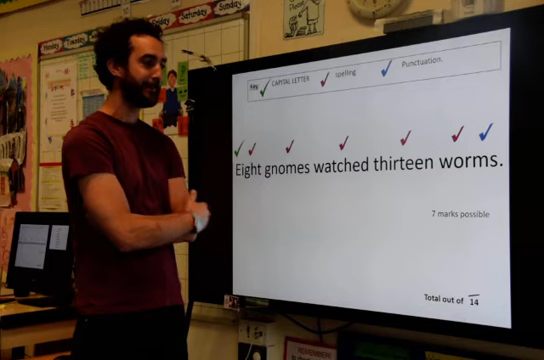 Monday
Saturday
Sunday
Key
CAPITAL LETTER
spelling
Punctuation.
Eight gnomes watched thirteen worms.
7 marks possible
Total out of 14